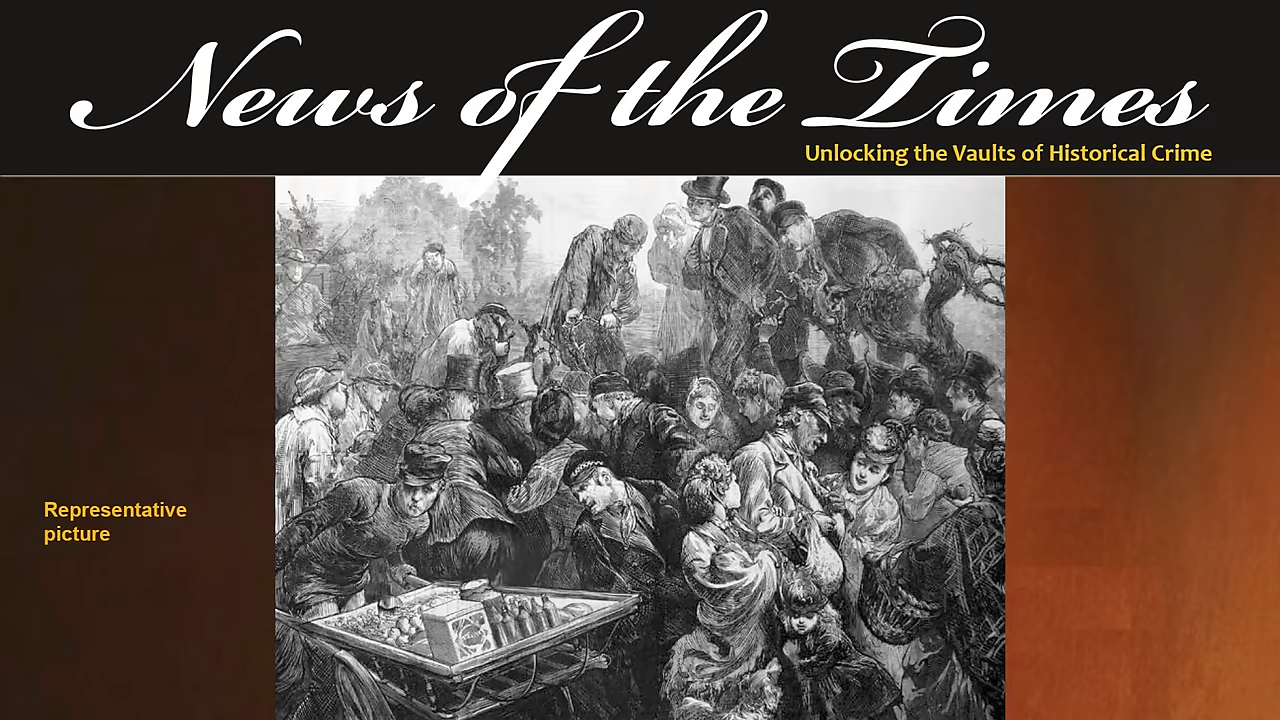 News of the Times
Unlocking the Vaults of Historical Crime
Representative
picture